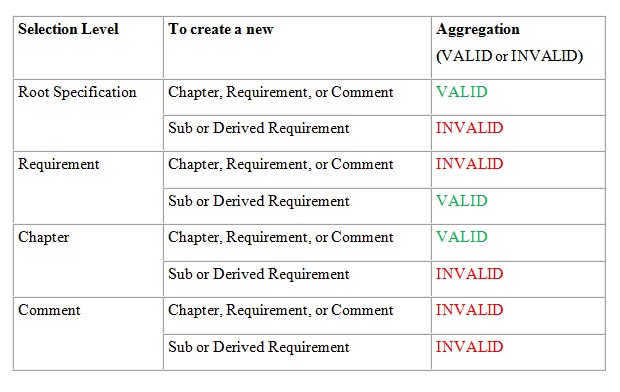 Selection Level To create a new Aggregation
(VALID or INVALID)
Root Specification Chapter, Requirement, or Comment VALID
Sub or Derived Requirement INVALID
Requirement Chapter, Requirement, or Comment INVALID
Sub or Derived Requirement VALID
Chapter Chapter, Requirement, or Comment VALID
Sub or Derived Requirement INVALID
Comment Chapter, Requirement, or Comment INVALID
Sub or Derived Requirement INVALID